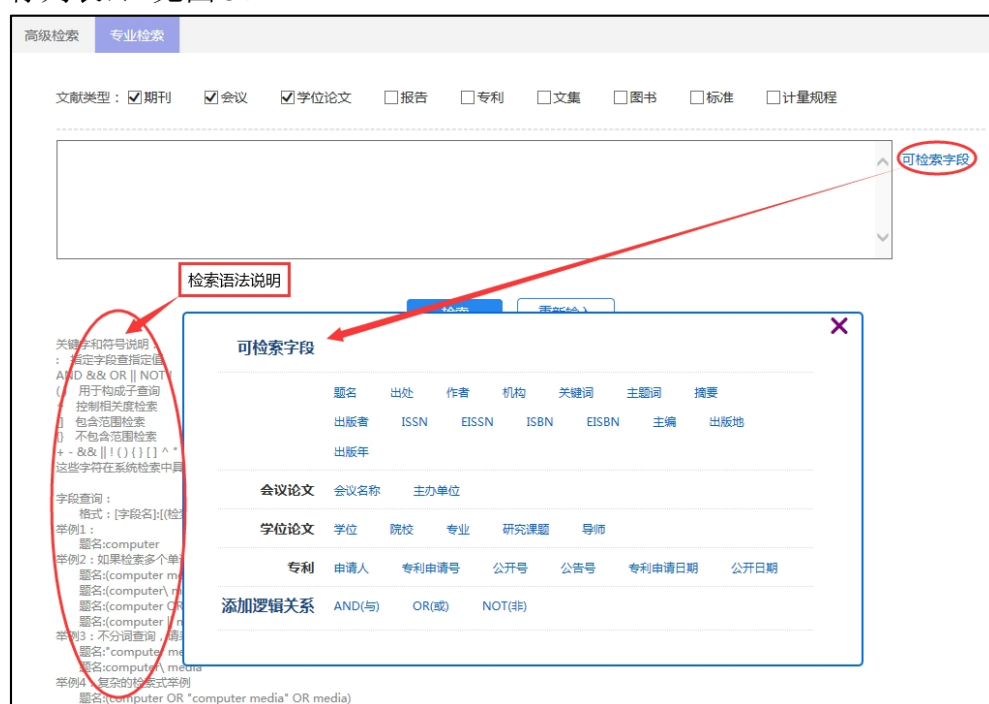 高级检索 专业检索
文献类型： 期刊 会议 学位论文 报告 专利 文集 图书 标准 计量规程
可检索字段
检索语法说明
关键字和符号说明：
： 指定字段查指定值
AND && OR || NOT !
( ) 用于构成子查询
控制相关度检索
[] 包含范围检索
{} 不包含范围检索
+ - && || ! ( ) { } [ ] ^ "
这些字符在系统检索中具
字段查询：
格式：[字段名]:[(检
举例1：
题名:computer
举例2：如果检索多个单
题名:(computer me
题名:(computer\ m
题名:(computer OR
题名:(computer || m
举例3：不分词查询，请
题名:"computer me
题名:computer\ media
举例4：复杂的检索式举例
题名:(computer OR "computer media" OR media)
可检索字段
题名 出处 作者 机构 关键词 主题词 摘要
出版者 ISSN EISSN ISBN EISBN 主编 出版地
出版年
会议论文 会议名称 主办单位
学位论文 学位 院校 专业 研究课题 导师
专利 申请人 专利申请号 公开号 公告号 专利申请日期 公开日期
添加逻辑关系 AND(与) OR(或) NOT(非)